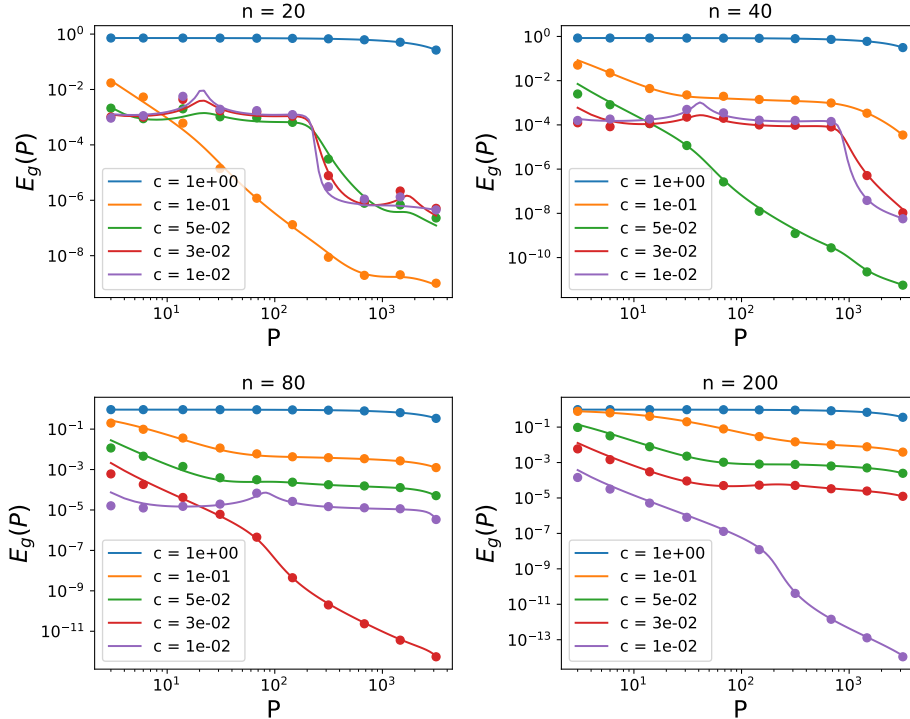 n = 20
10^0
10^-2
10^-4
10^-6
10^-8
E_g(P)
c = 1e+00
c = 1e-01
c = 5e-02
c = 3e-02
c = 1e-02
10^1
10^2
10^3
P
n = 40
10^0
10^-2
10^-4
10^-6
10^-8
10^-10
E_g(P)
c = 1e+00
c = 1e-01
c = 5e-02
c = 3e-02
c = 1e-02
10^1
10^2
10^3
P
n = 80
10^-1
10^-3
10^-5
10^-7
10^-9
10^-11
E_g(P)
c = 1e+00
c = 1e-01
c = 5e-02
c = 3e-02
c = 1e-02
10^1
10^2
10^3
P
n = 200
10^-1
10^-3
10^-5
10^-7
10^-9
10^-11
10^-13
E_g(P)
c = 1e+00
c = 1e-01
c = 5e-02
c = 3e-02
c = 1e-02
10^1
10^2
10^3
P